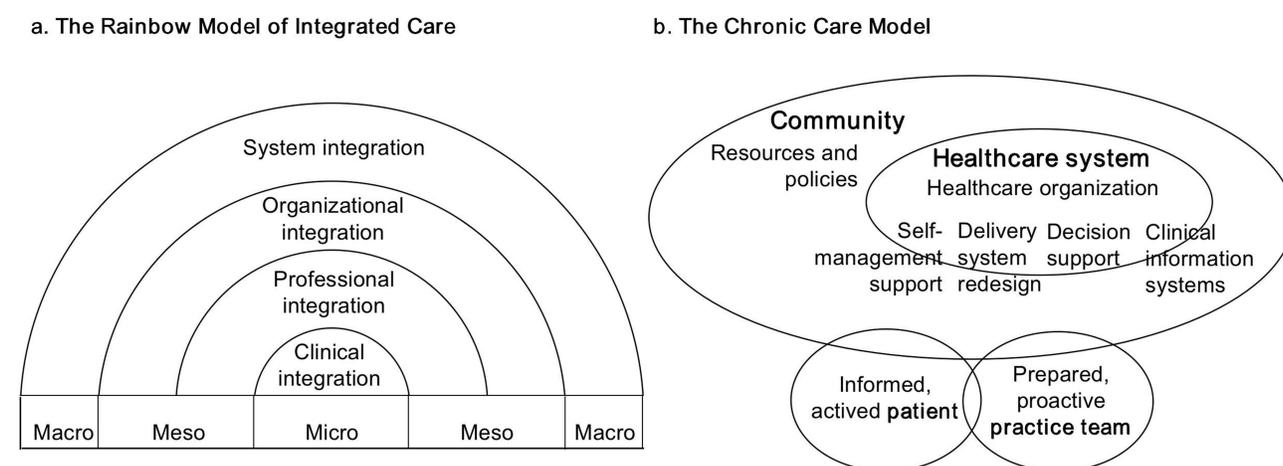 a. The Rainbow Model of Integrated Care
System integration
Organizational
integration
Professional
integration
Clinical
integration
Macro Meso Micro Meso Macro
b. The Chronic Care Model
Community
Resources and
policies
Healthcare system
Healthcare organization
Self-
management
support
Delivery
system
redesign
Decision
support
Clinical
information
systems
Informed,
actived patient
Prepared,
proactive
practice team